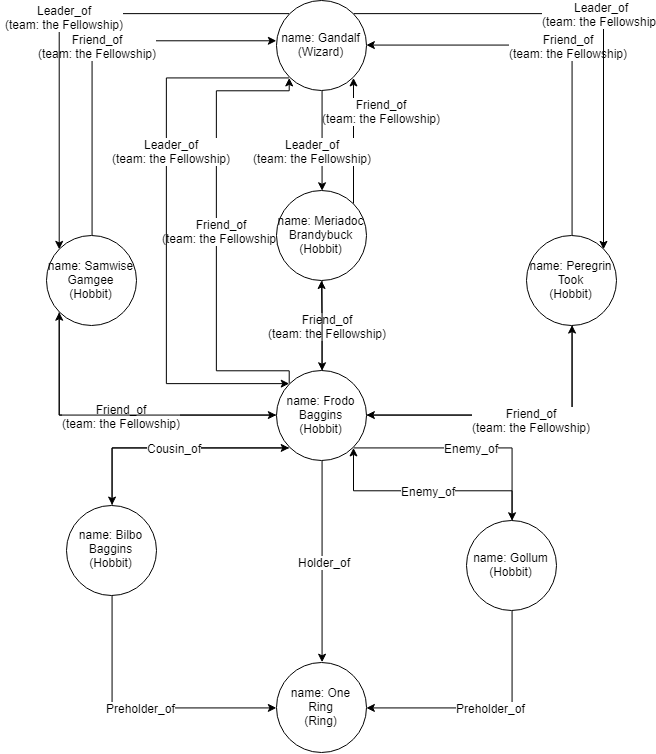 Leader_of
(team: the Fellowship)
Leader_of
(team: the Fellowship
Friend_of
(team: the Fellowship)
name: Gandalf
(Wizard)
Friend_of
(team: the Fellowship)
Friend_of
(team: the Fellowship)
Leader_of
(team: the Fellowship)
Leader_of
(team: the Fellowship)
Friend_of
(team: the Fellowship
name: Meriadoc
Brandybuck
(Hobbit)
name: Samwise
Gamgee
(Hobbit)
name: Peregrin
Took
(Hobbit)
Friend_of
(team: the Fellowship)
name: Frodo
Baggins
(Hobbit)
Friend_of
(team: the Fellowship)
Friend_of
(team: the Fellowship)
Cousin_of
Enemy_of
Enemy_of
name: Bilbo
Baggins
(Hobbit)
Holder_of
name: Gollum
(Hobbit)
name: One
Ring
(Ring)
Preholder_of
Preholder_of